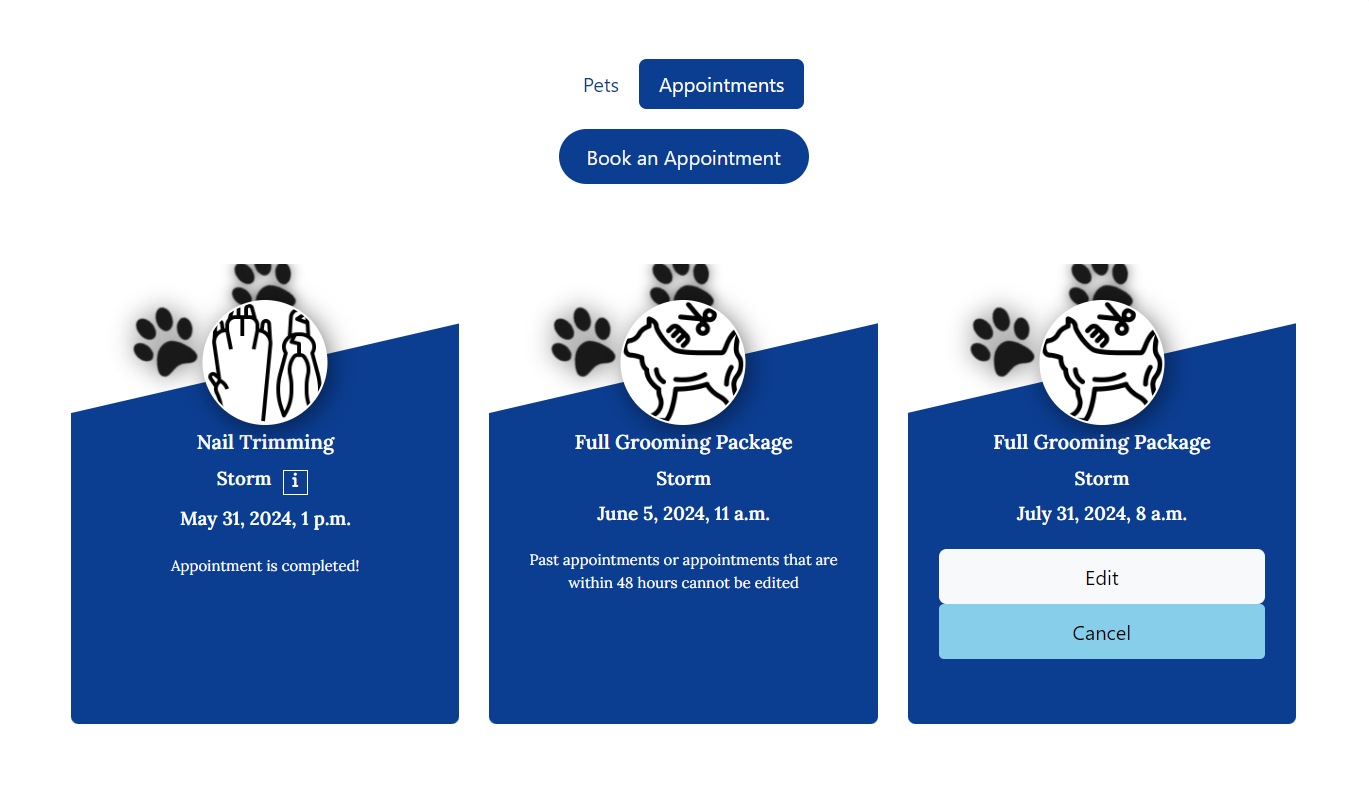 Pets
Appointments
Book an Appointment
Nail Trimming
Storm i
May 31, 2024, 1 p.m.
Appointment is completed!
Full Grooming Package
Storm
June 5, 2024, 11 a.m.
Past appointments or appointments that are
within 48 hours cannot be edited
Full Grooming Package
Storm
July 31, 2024, 8 a.m.
Edit
Cancel